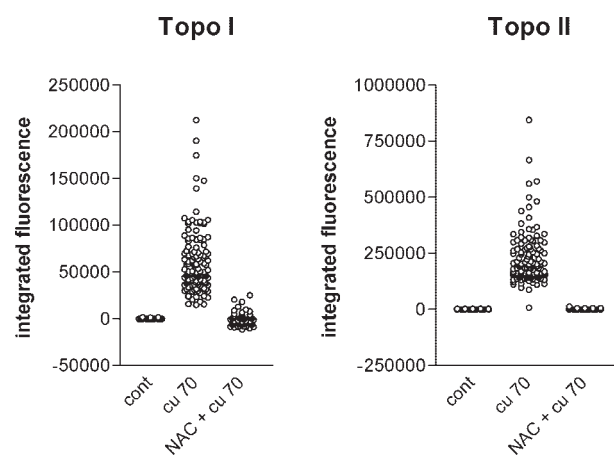 Topo I
integrated fluorescence
250000
200000
150000
100000
50000
0
-50000
cont
cu 70
NAC + cu 70
Topo II
integrated fluorescence
1000000
750000
500000
250000
0
-250000
cont
cu 70
NAC + cu 70